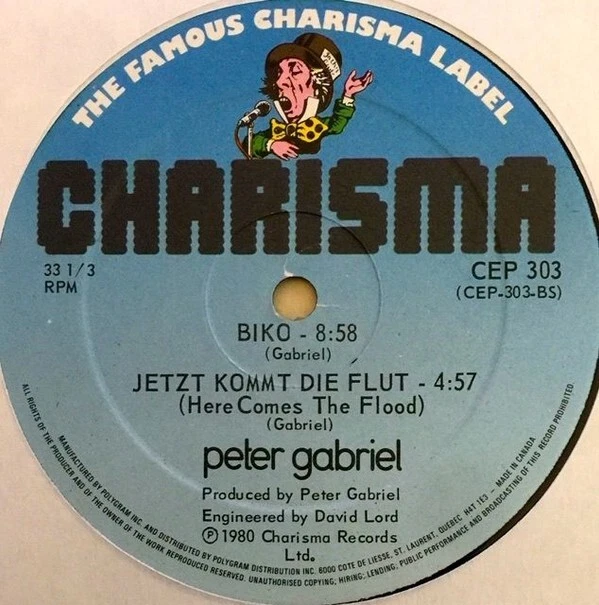 THE FAMOUS CHARISMA LABEL
CHARISMA
33 1/3
RPM
CEP 303
(CEP-303-BS)
BIKO - 8:58
(Gabriel)
JETZT KOMMT DIE FLUT - 4:57
(Here Comes The Flood)
(Gabriel)
peter gabriel
Produced by Peter Gabriel
Engineered by David Lord
Ⓟ 1980 Charisma Records
Ltd.
MANUFACTURED BY POLYGRAM INC. AND DISTRIBUTED BY POLYGRAM DISTRIBUTION INC. 6000 COTE DE LIESSE, ST. LAURENT, QUEBEC H4T 1E3 - MADE IN CANADA
ALL RIGHTS OF THE PRODUCER AND OF THE OWNER OF THE WORK REPRODUCED RESERVED. UNAUTHORISED COPYING, HIRING, LENDING, PUBLIC PERFORMANCE AND BROADCASTING OF THIS RECORD PROHIBITED.